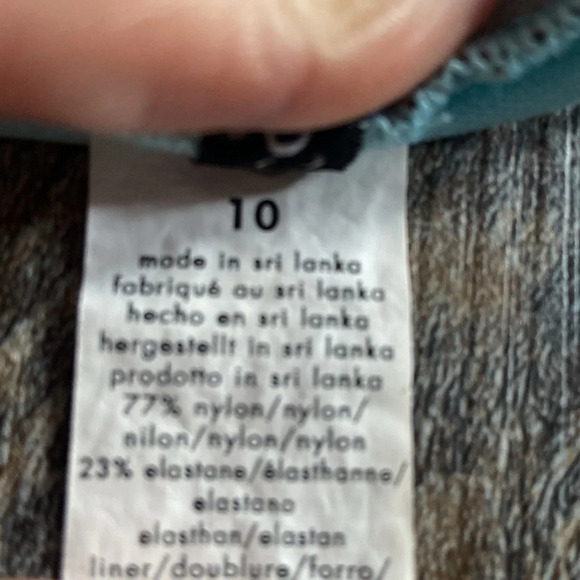 10
made in sri lanka
fabriqué au sri lanka
hecho en sri lanka
hergestellt in sri lanka
prodotto in sri lanka
77% nylon/nylon/
nilon/nylon/nylon
23% elastane/élasthanne/
elastano
elasthan/elastan
liner/doublure/forro/